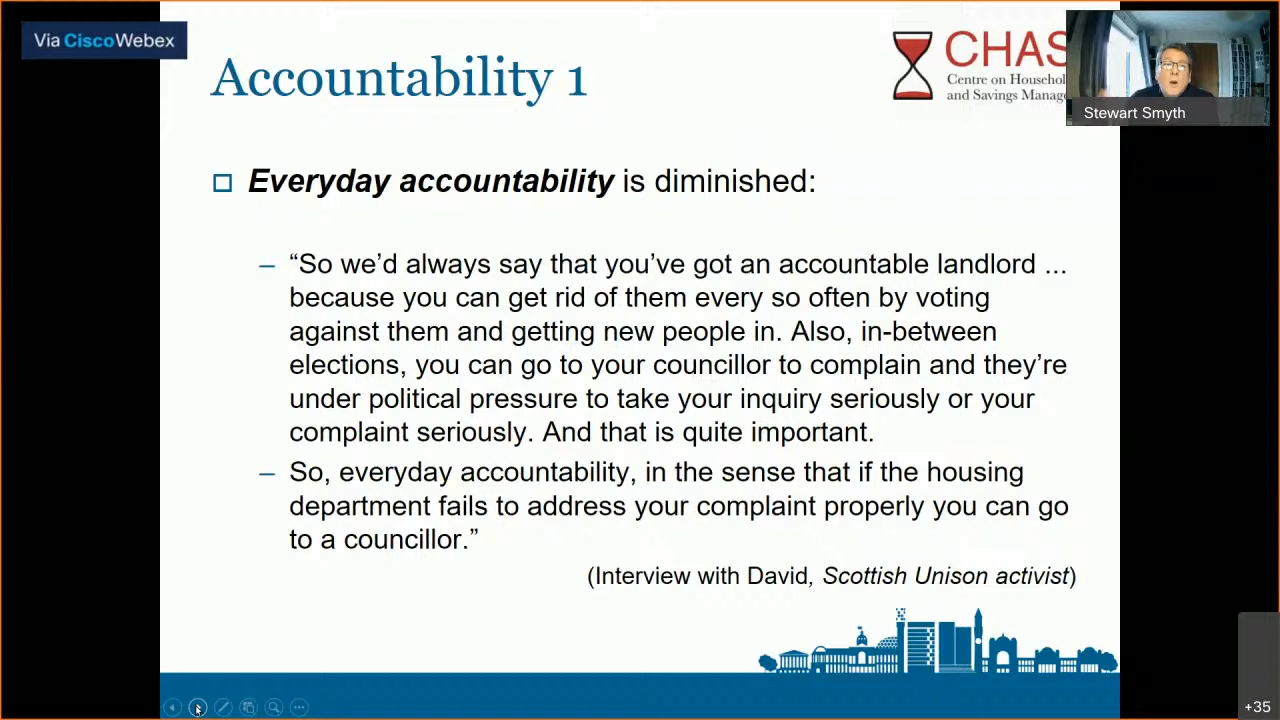 Via Cisco Webex
Accountability 1
CHAS
Centre on Househol
and Savings Manage
Stewart Smyth
Everyday accountability is diminished:
– “So we’d always say that you’ve got an accountable landlord ...
because you can get rid of them every so often by voting
against them and getting new people in. Also, in-between
elections, you can go to your councillor to complain and they’re
under political pressure to take your inquiry seriously or your
complaint seriously. And that is quite important.
– So, everyday accountability, in the sense that if the housing
department fails to address your complaint properly you can go
to a councillor.”
(Interview with David, Scottish Unison activist)
+35